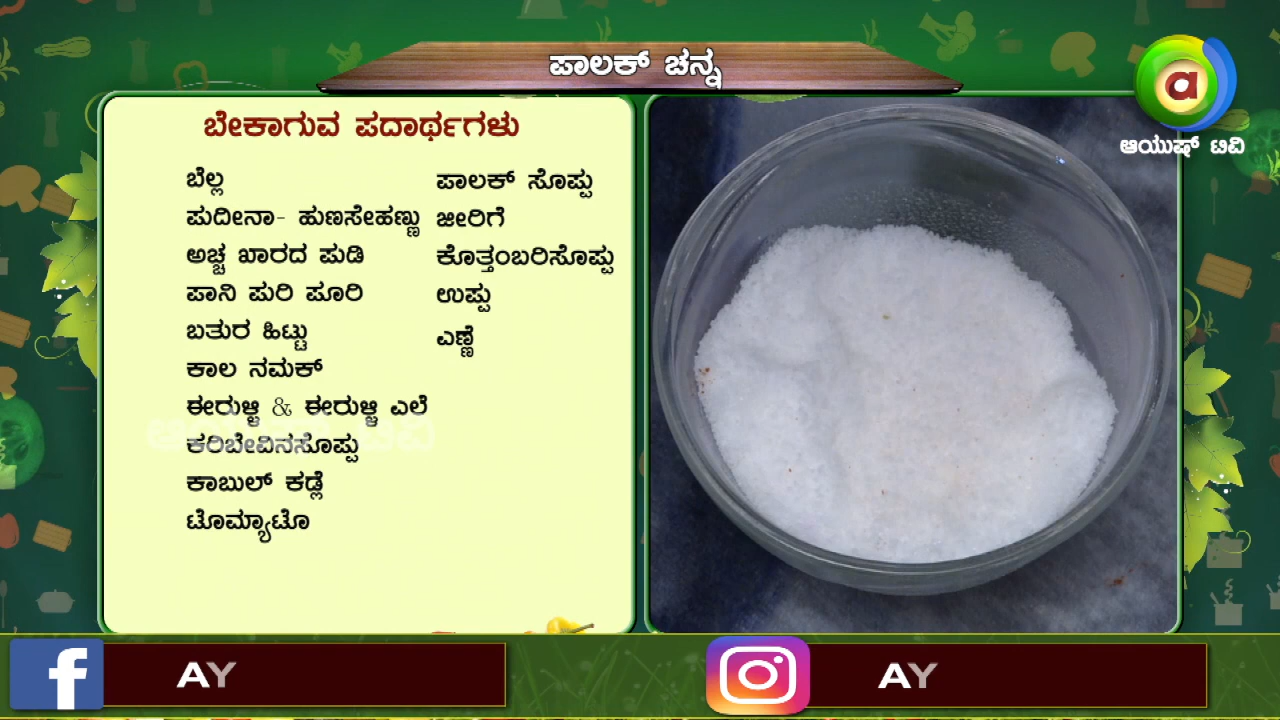 ಪಾಲಕ್ ಚನ್ನ
a
ಆಯುಷ್ ಟಿವಿ
ಬೇಕಾಗುವ ಪದಾರ್ಥಗಳು
ಬೆಲ್ಲ
ಪುದೀನಾ- ಹುಣಸೇಹಣ್ಣು
ಅಚ್ಚ ಖಾರದ ಪುಡಿ
ಪಾನಿ ಪುರಿ ಪೂರಿ
ಬತುರ ಹಿಟ್ಟು
ಕಾಲ ನಮಕ್
ಈರುಳ್ಳಿ & ಈರುಳ್ಳಿ ಎಲೆ
ಕರಿಬೇವಿನಸೊಪ್ಪು
ಕಾಬುಲ್ ಕಡ್ಲೆ
ಟೊಮ್ಯಾಟೊ
ಪಾಲಕ್ ಸೊಪ್ಪು
ಜೀರಿಗೆ
ಕೊತ್ತಂಬರಿಸೊಪ್ಪು
ಉಪ್ಪು
ಎಣ್ಣೆ
ಆಯುಷ್ ಟಿವಿ
f
AY
AY